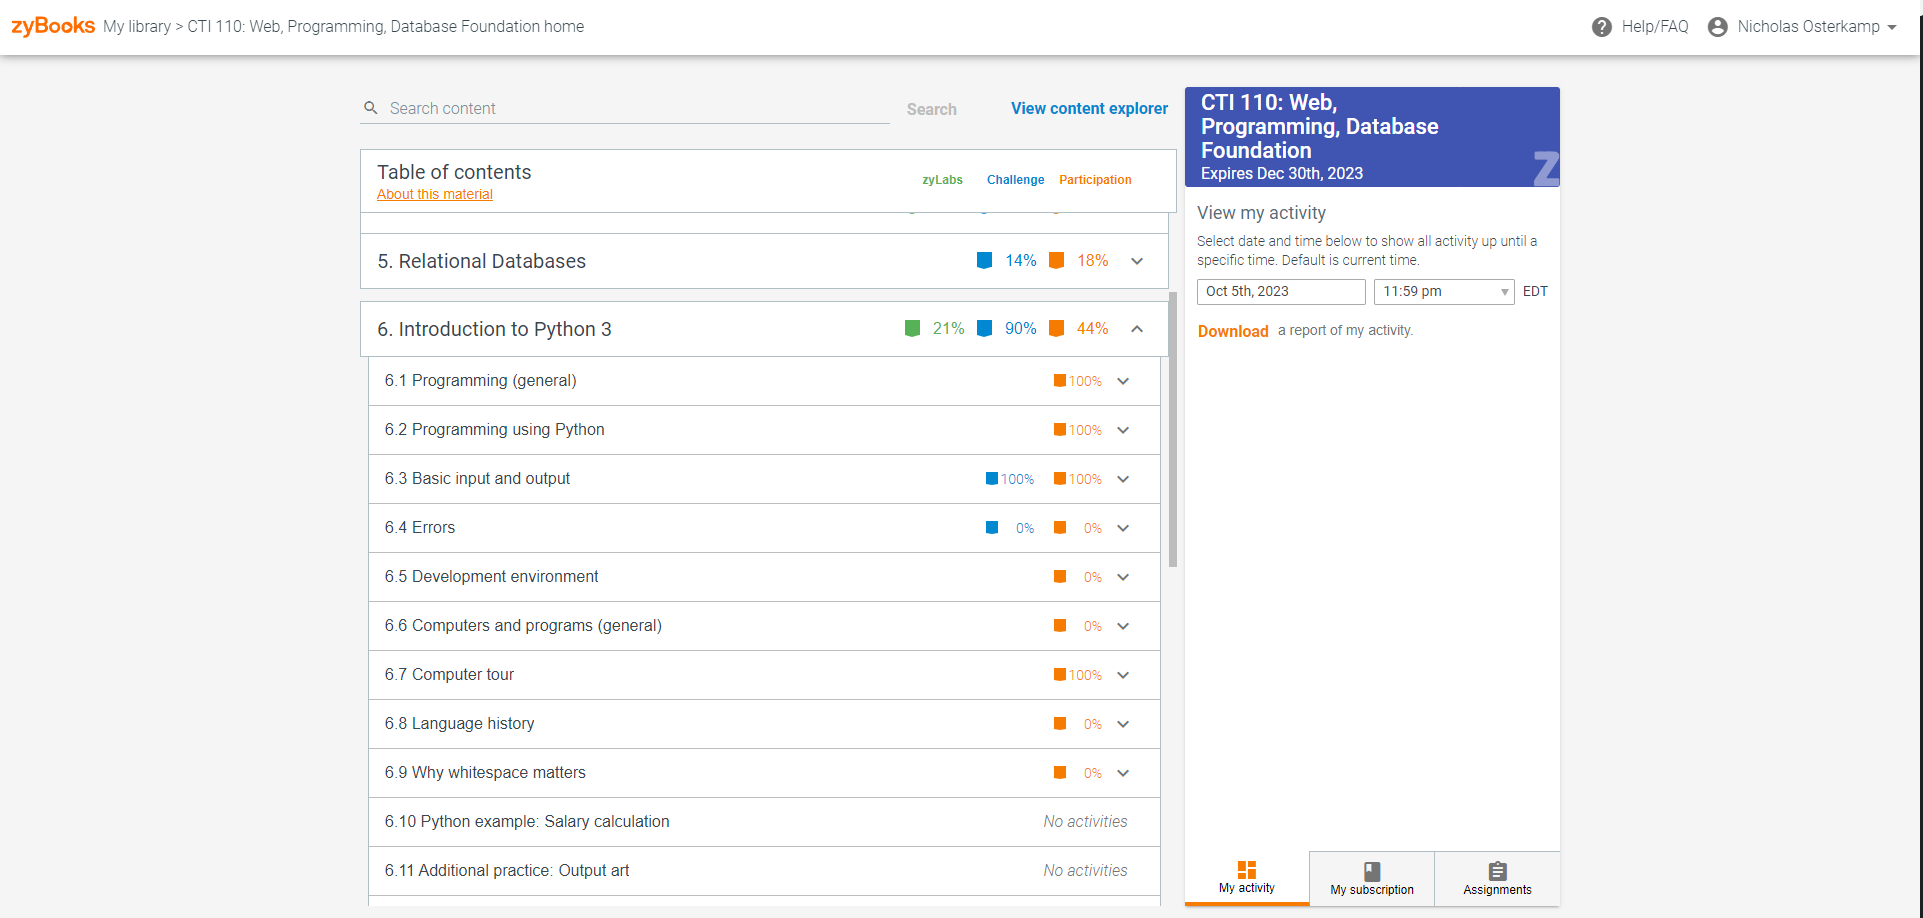 zyBooks My library > CTI 110: Web, Programming, Database Foundation home
Help/FAQ Nicholas Osterkamp
Search content Search View content explorer
Table of contents
About this material
zyLabs Challenge Participation
5. Relational Databases 14% 18%
6. Introduction to Python 3 21% 90% 44%
6.1 Programming (general) 100%
6.2 Programming using Python 100%
6.3 Basic input and output 100% 100%
6.4 Errors 0% 0%
6.5 Development environment 0%
6.6 Computers and programs (general) 0%
6.7 Computer tour 100%
6.8 Language history 0%
6.9 Why whitespace matters 0%
6.10 Python example: Salary calculation No activities
6.11 Additional practice: Output art No activities
CTI 110: Web,
Programming, Database
Foundation
Expires Dec 30th, 2023
View my activity
Select date and time below to show all activity up until a
specific time. Default is current time.
Oct 5th, 2023 11:59 pm EDT
Download a report of my activity.
My activity My subscription Assignments